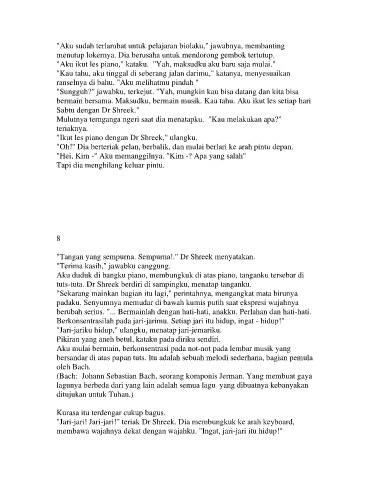 "Aku sudah terlambat untuk pelajaran biolaku," jawabnya, membanting
menutup lokernya. Dia berusaha untuk mendorong gembok tertutup.
"Aku ikut les piano," kataku.  "Yah, maksudku aku baru saja mulai."
"Kau tahu, aku tinggal di seberang jalan darimu," katanya, menyesuaikan
ranselnya di bahu. "Aku melihatmu pindah "
"Sungguh?" jawabku, terkejut. "Yah, mungkin kau bisa datang dan kita bisa
bermain bersama. Maksudku, bermain musik. Kau tahu. Aku ikut les setiap hari
Sabtu dengan Dr Shreek."
Mulutnya ternganga ngeri saat dia menatapku.  "Kau melakukan apa?"
teriaknya.
"Ikut les piano dengan Dr Shreek," ulangku.
"Oh!" Dia berteriak pelan, berbalik, dan mulai berlari ke arah pintu depan.
"Hei, Kim -" Aku memanggilnya. "Kim -? Apa yang salah"
Tapi dia menghilang keluar pintu.
8
"Tangan yang sempurna. Sempurna!." Dr Shreek menyatakan.
"Terima kasih," jawabku canggung.
Aku duduk di bangku piano, membungkuk di atas piano, tanganku tersebar di
tuts-tuta. Dr Shreek berdiri di sampingku, menatap tanganku.
"Sekarang mainkan bagian itu lagi," perintahnya, mengangkat mata birunya
padaku. Senyumnya memudar di bawah kumis putih saat ekspresi wajahnya
berubah serius. "... Bermainlah dengan hati-hati, anakku. Perlahan dan hati-hati.
Berkonsentrasilah pada jari-jarimu. Setiap jari itu hidup, ingat - hidup!"
"Jari-jariku hidup," ulangku, menatap jari-jemariku.
Pikiran yang aneh betul, kataku pada diriku sendiri.
Aku mulai bermain, berkonsentrasi pada not-not pada lembar musik yang
bersandar di atas papan tuts. Itu adalah sebuah melodi sederhana, bagian pemula
oleh Bach.
(Bach:  Johann Sebastian Bach, seorang komponis Jerman. Yang membuat gaya
lagunya berbeda dari yang lain adalah semua lagu  yang dibuatnya kebanyakan
ditujukan untuk Tuhan.)
Kurasa itu terdengar cukup bagus.
"Jari-jari! Jari-jari!" teriak Dr Shreek. Dia membungkuk ke arah keyboard,
membawa wajahnya dekat dengan wajahku. "Ingat, jari-jari itu hidup!"